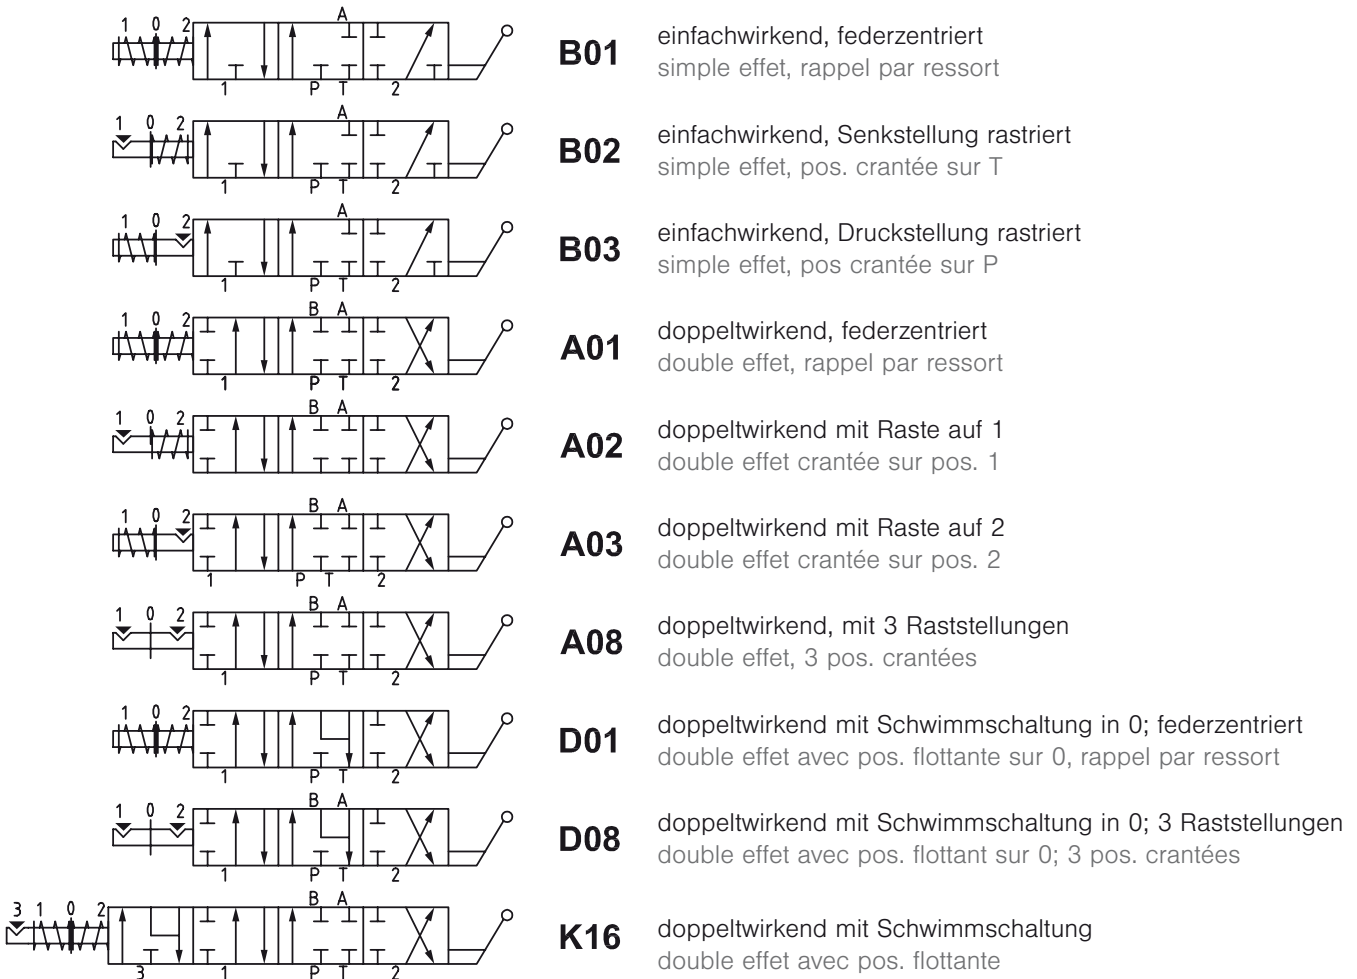 1 0 2 A
B01 einfachwirkend, federzentriert
simple effet, rappel par ressort
1 P T 2
1 0 2 A
B02 einfachwirkend, Senkstellung rastriert
simple effet, pos. crantée sur T
1 P T 2
1 0 2 A
B03 einfachwirkend, Druckstellung rastriert
simple effet, pos crantée sur P
1 P T 2
1 0 2 B A
A01 doppeltwirkend, federzentriert
double effet, rappel par ressort
1 P T 2
1 0 2 B A
A02 doppeltwirkend mit Raste auf 1
double effet crantée sur pos. 1
1 0 2 B A
A03 doppeltwirkend mit Raste auf 2
double effet crantée sur pos. 2
1 P T 2
1 0 2 B A
A08 doppeltwirkend, mit 3 Raststellungen
double effet, 3 pos. crantées
1 P T 2
1 0 2
D01 doppeltwirkend mit Schwimmschaltung in 0; federzentriert
double effet avec pos. flottante sur 0, rappel par ressort
1 P T 2
1 0 2 B A
D08 doppeltwirkend mit Schwimmschaltung in 0; 3 Raststellungen
double effet avec pos. flottant sur 0; 3 pos. crantées
1 P T 2
3 1 0 2 B A
K16 doppeltwirkend mit Schwimmschaltung
double effet avec pos. flottante
3 1 P T 2